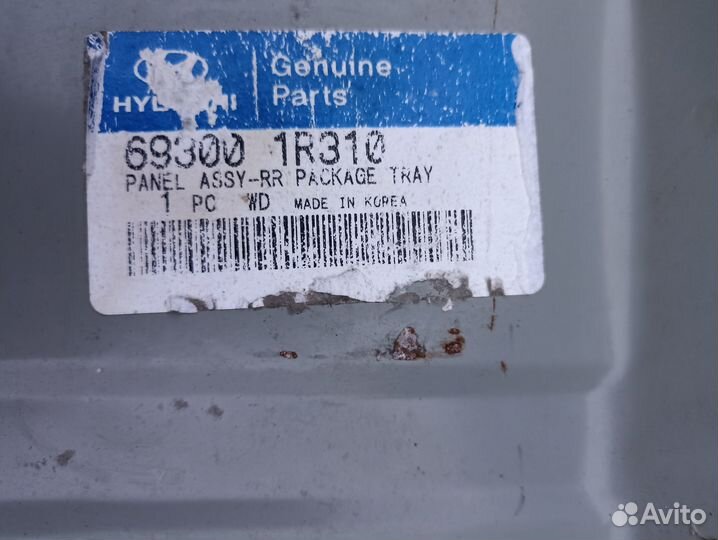 Genuine
Parts
69300 1R310
PANEL ASSY-RR PACKAGE TRAY
1 PC WD MADE IN KOREA
Avito